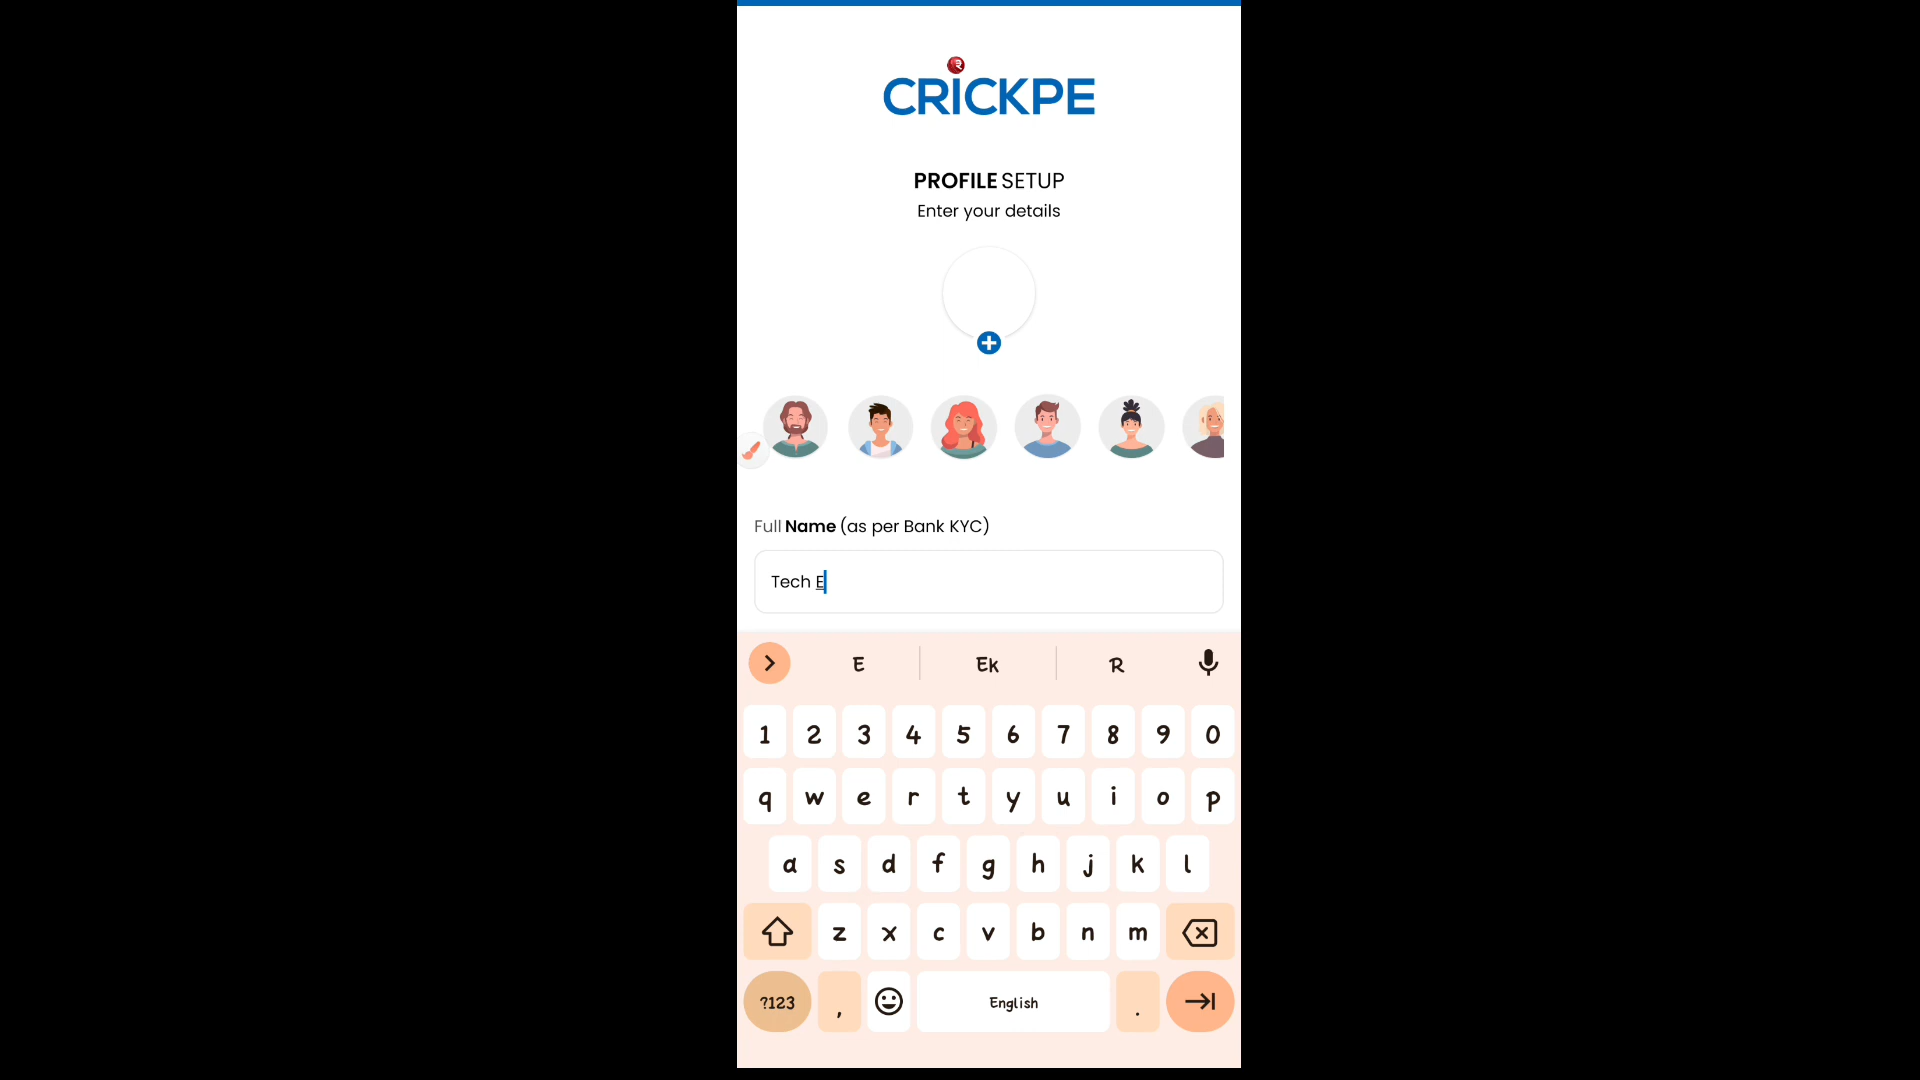 CRICKPE
PROFILE SETUP
Enter your details
Full Name (as per Bank KYC)
Tech E
E Ek R
1 2 3 4 5 6 7 8 9 0
q w e r t y u i o p
a s d f g h j k l
z x c v b n m
?123 , English .